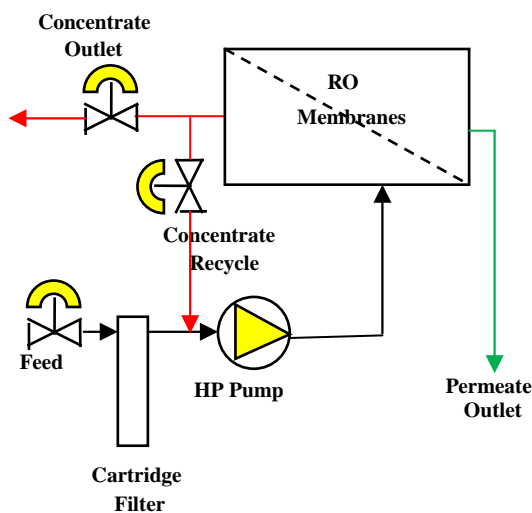 Concentrate
Outlet
RO
Membranes
Concentrate
Recycle
Feed
HP Pump
Permeate
Outlet
Cartridge
Filter